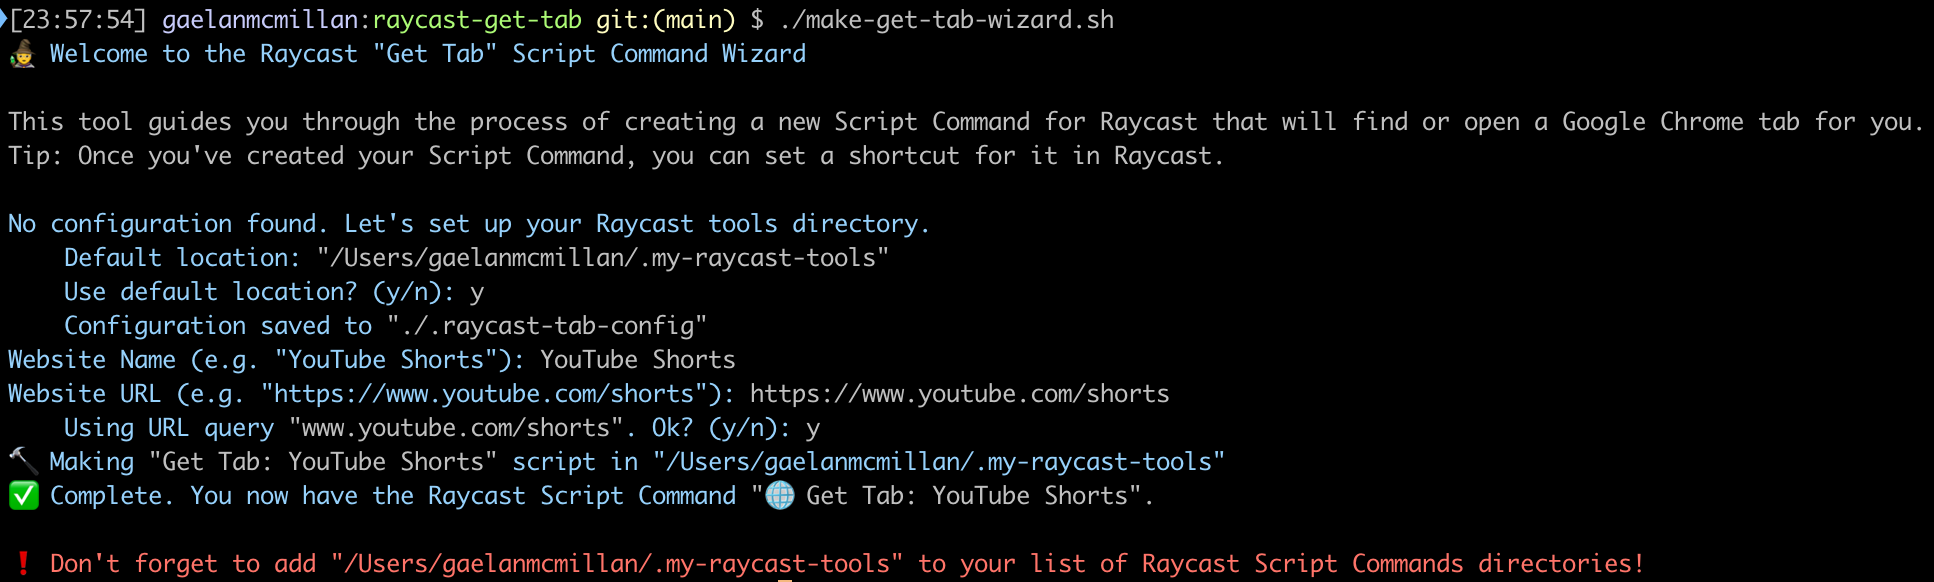 [23:57:54] gaelanmcmillan:raycast-get-tab git:(main) $ ./make-get-tab-wizard.sh
Welcome to the Raycast "Get Tab" Script Command Wizard
This tool guides you through the process of creating a new Script Command for Raycast that will find or open a Google Chrome tab for you.
Tip: Once you've created your Script Command, you can set a shortcut for it in Raycast.
No configuration found. Let's set up your Raycast tools directory.
Default location: "/Users/gaelanmcmillan/.my-raycast-tools"
Use default location? (y/n): y
Configuration saved to "./.raycast-tab-config"
Website Name (e.g. "YouTube Shorts"): YouTube Shorts
Website URL (e.g. "https://www.youtube.com/shorts"): https://www.youtube.com/shorts
Using URL query "www.youtube.com/shorts". Ok? (y/n): y
🔨 Making "Get Tab: YouTube Shorts" script in "/Users/gaelanmcmillan/.my-raycast-tools"
✅ Complete. You now have the Raycast Script Command "🌐 Get Tab: YouTube Shorts".
❗ Don't forget to add "/Users/gaelanmcmillan/.my-raycast-tools" to your list of Raycast Script Commands directories!